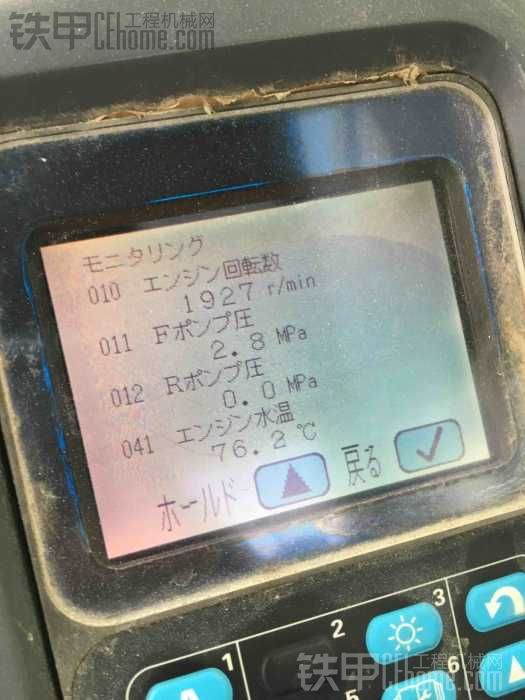 铁甲 工程机械网
CEhome.com
モニタリング
010 エンジン回転数
1927 r/min
011 Fポンプ圧
2.8 MPa
012 Rポンプ圧
0.0 MPa
041 エンジン水温
76.2 ℃
ホールド 戻る
1
2
3
A
5
6
铁甲 工程机械网
CEhome.com